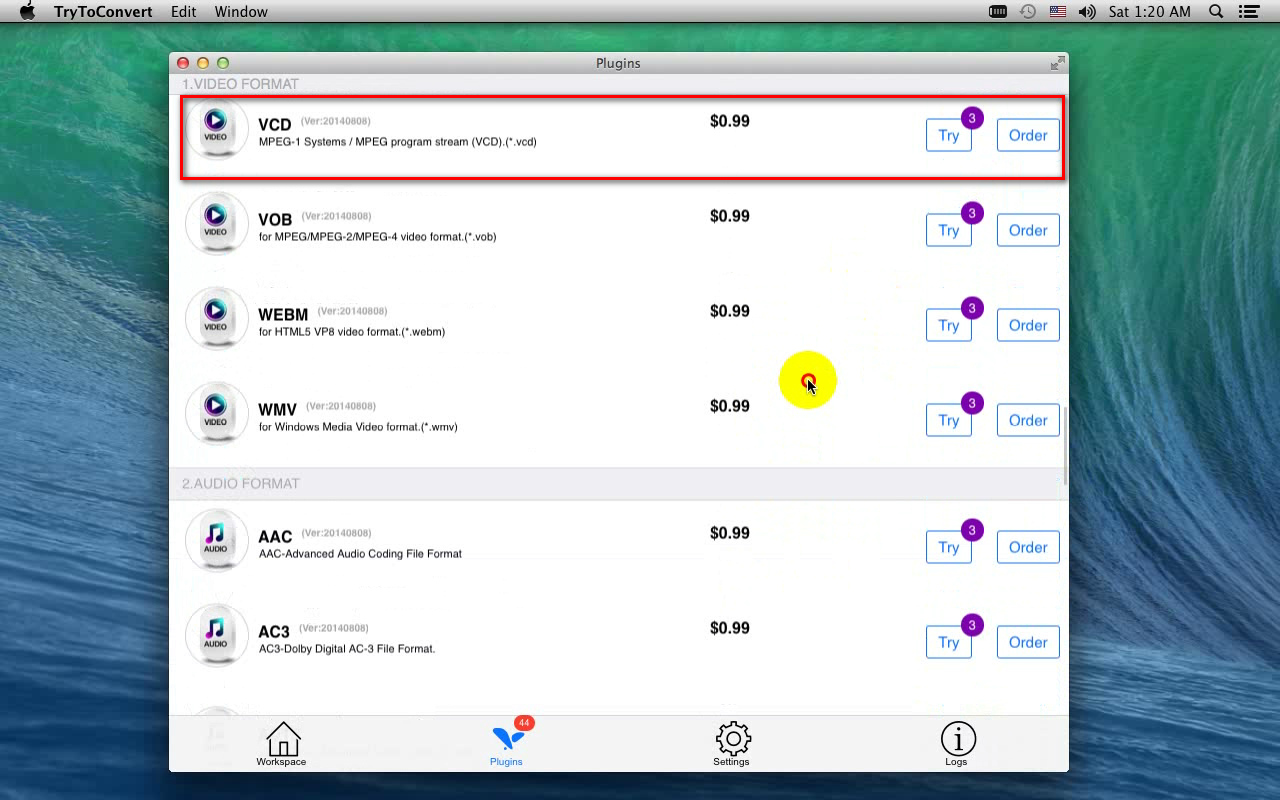 TryToConvert Edit Window Sat 1:20 AM
Plugins
1.VIDEO FORMAT
VIDEO
VCD (Ver:20140808)
MPEG-1 Systems / MPEG program stream (VCD).(*.vcd)
$0.99
Try 3 Order
VIDEO
VOB (Ver:20140808)
for MPEG/MPEG-2/MPEG-4 video format.(*.vob)
$0.99
Try 3 Order
VIDEO
WEBM (Ver:20140808)
for HTML5 VP8 video format.(*.webm)
$0.99
Try 3 Order
VIDEO
WMV (Ver:20140808)
for Windows Media Video format.(*.wmv)
$0.99
Try 3 Order
2.AUDIO FORMAT
AUDIO
AAC (Ver:20140808)
AAC-Advanced Audio Coding File Format
$0.99
Try 3 Order
AUDIO
AC3 (Ver:20140808)
AC3-Dolby Digital AC-3 File Format.
$0.99
Try 3 Order
44
Workspace Plugins Settings Logs